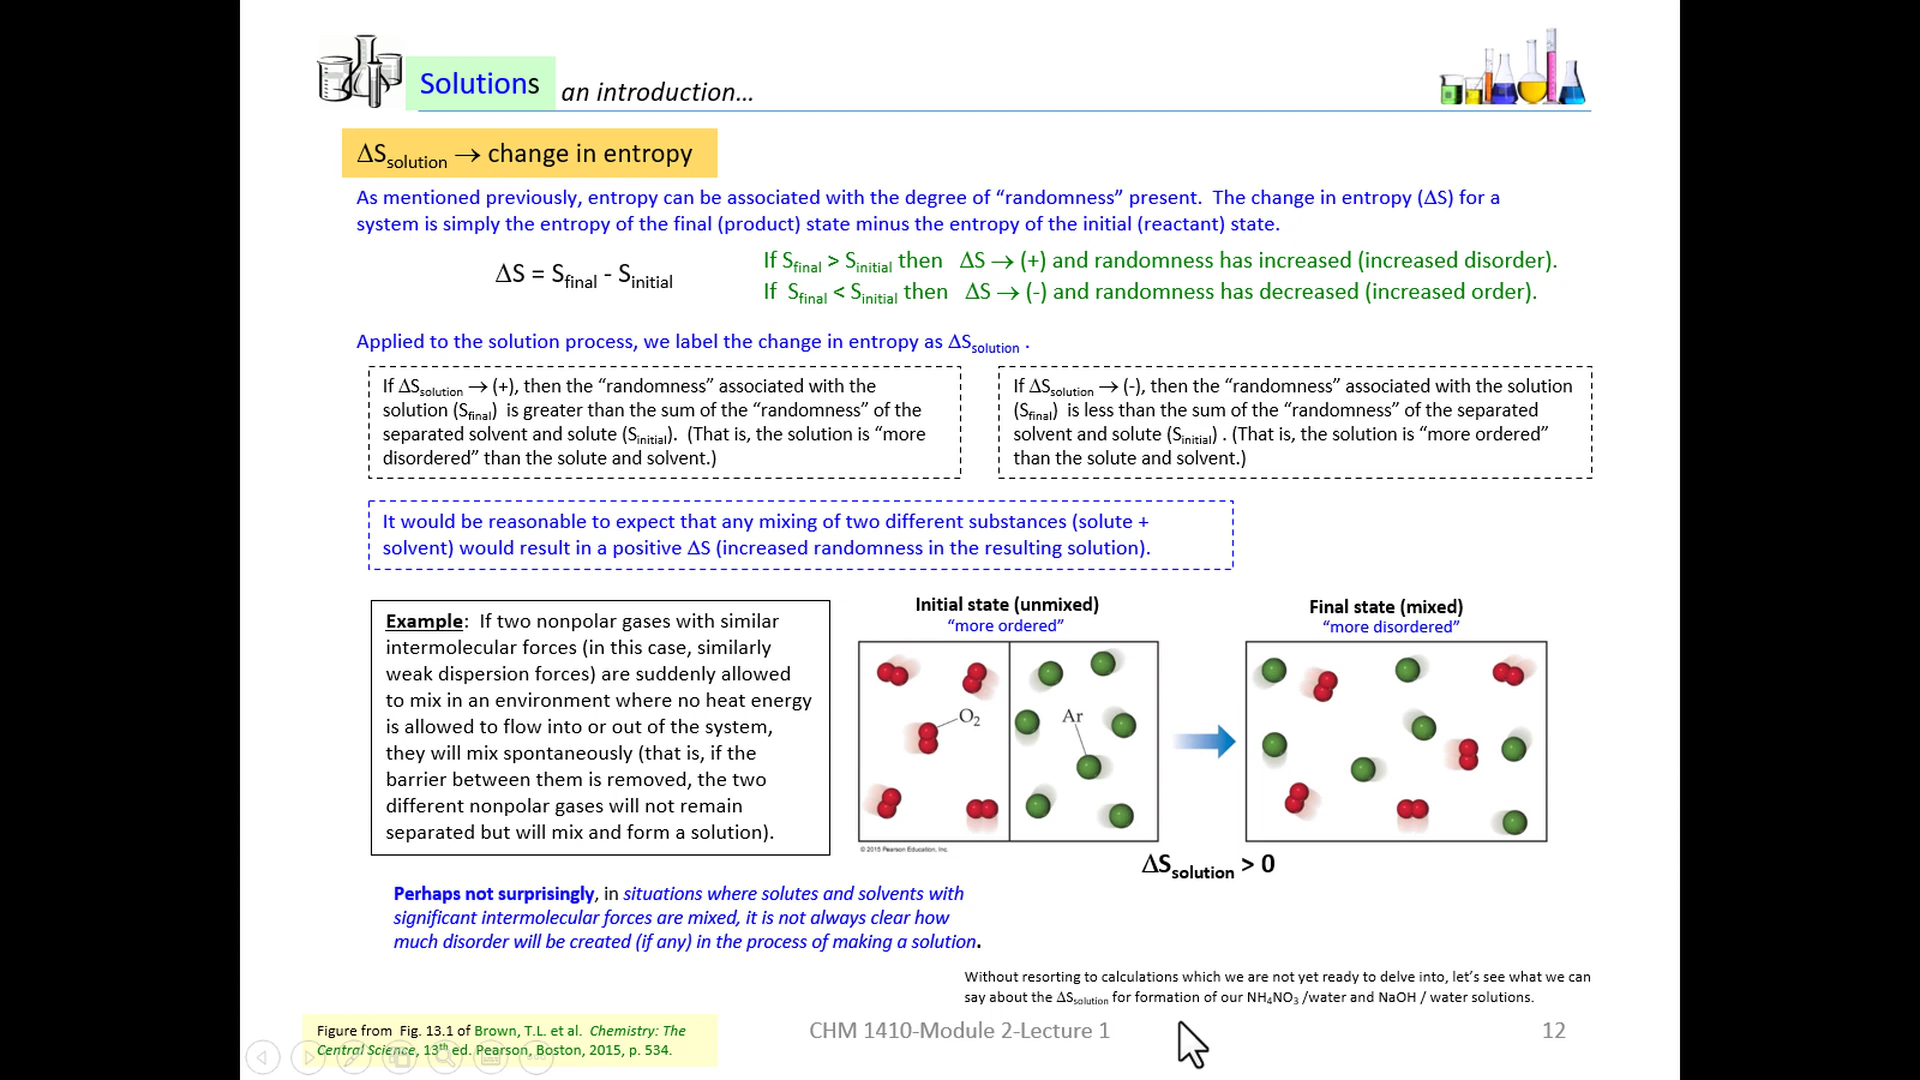 Solutions an introduction...
ΔSsolution → change in entropy
As mentioned previously, entropy can be associated with the degree of “randomness” present. The change in entropy (ΔS) for a
system is simply the entropy of the final (product) state minus the entropy of the initial (reactant) state.
ΔS = Sfinal - Sinitial
If Sfinal > Sinitial then ΔS → (+) and randomness has increased (increased disorder).
If Sfinal < Sinitial then ΔS → (-) and randomness has decreased (increased order).
Applied to the solution process, we label the change in entropy as ΔSsolution .
If ΔSsolution → (+), then the “randomness” associated with the
solution (Sfinal) is greater than the sum of the “randomness” of the
separated solvent and solute (Sinitial). (That is, the solution is “more
disordered” than the solute and solvent.)
If ΔSsolution → (-), then the “randomness” associated with the solution
(Sfinal) is less than the sum of the “randomness” of the separated
solvent and solute (Sinitial) . (That is, the solution is “more ordered”
than the solute and solvent.)
It would be reasonable to expect that any mixing of two different substances (solute +
solvent) would result in a positive ΔS (increased randomness in the resulting solution).
Example: If two nonpolar gases with similar
intermolecular forces (in this case, similarly
weak dispersion forces) are suddenly allowed
to mix in an environment where no heat energy
is allowed to flow into or out of the system,
they will mix spontaneously (that is, if the
barrier between them is removed, the two
different nonpolar gases will not remain
separated but will mix and form a solution).
Initial state (unmixed)
“more ordered”
O2
Ar
© 2015 Pearson Education, Inc.
Final state (mixed)
“more disordered”
ΔSsolution > 0
Perhaps not surprisingly, in situations where solutes and solvents with
significant intermolecular forces are mixed, it is not always clear how
much disorder will be created (if any) in the process of making a solution.
Without resorting to calculations which we are not yet ready to delve into, let’s see what we can
say about the ΔSsolution for formation of our NH4NO3 /water and NaOH / water solutions.
Figure from Fig. 13.1 of Brown, T.L. et al. Chemistry: The
Central Science, 13th ed. Pearson, Boston, 2015, p. 534.
CHM 1410-Module 2-Lecture 1
12